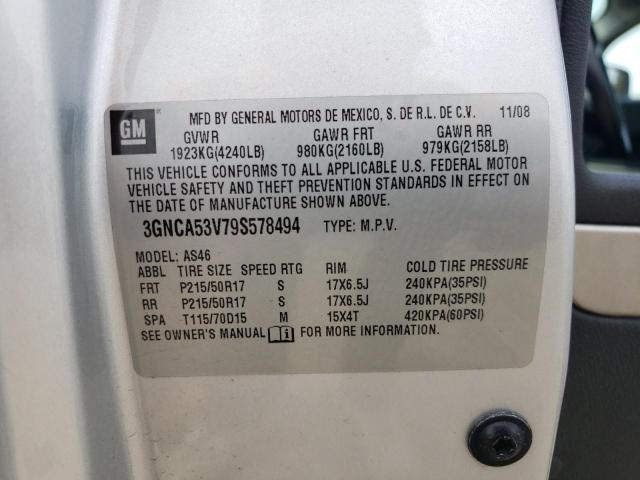 GM
MFD BY GENERAL MOTORS DE MEXICO, S. DE R.L. DE C.V. 11/08
GVWR GAWR FRT GAWR RR
1923KG(4240LB) 980KG(2160LB) 979KG(2158LB)
THIS VEHICLE CONFORMS TO ALL APPLICABLE U.S. FEDERAL MOTOR
VEHICLE SAFETY AND THEFT PREVENTION STANDARDS IN EFFECT ON
THE DATE OF MANUFACTURE SHOWN ABOVE.
3GNCA53V79S578494 TYPE: M.P.V.
MODEL: AS46
ABBL TIRE SIZE SPEED RTG RIM COLD TIRE PRESSURE
FRT P215/50R17 S 17X6.5J 240KPA(35PSI)
RR P215/50R17 S 17X6.5J 240KPA(35PSI)
SPA T115/70D15 M 15X4T 420KPA(60PSI)
SEE OWNER'S MANUAL i FOR MORE INFORMATION.